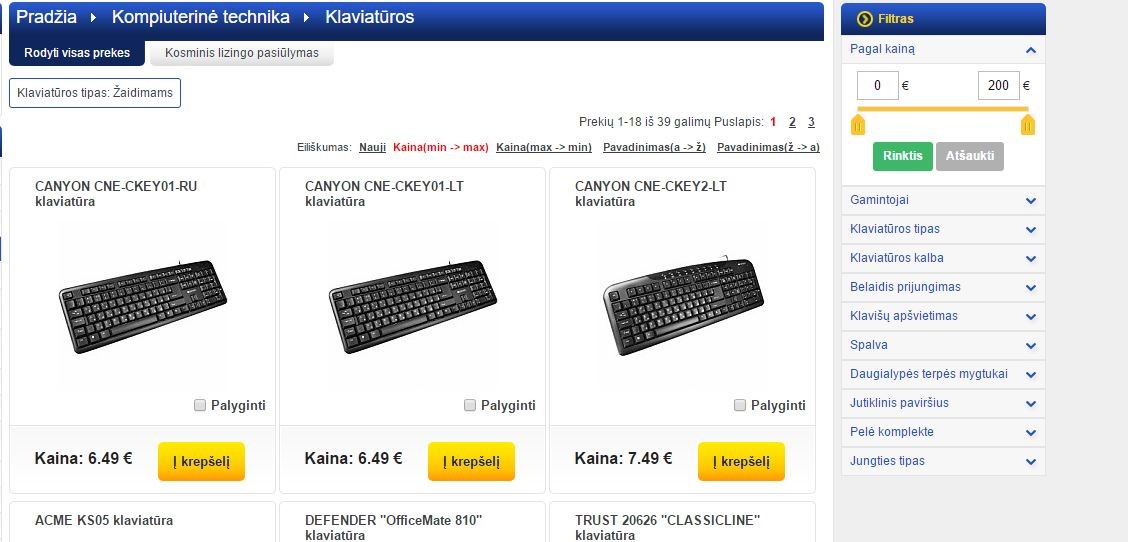 Pradžia Kompiuterinė technika Klaviatūros
Rodyti visas prekes Kosminis lizingo pasiūlymas
Klaviatūros tipas: Žaidimams
Prekių 1-18 iš 39 galimų Puslapis: 1 2 3
Eiliškumas: Nauji Kaina(min -> max) Kaina(max -> min) Pavadinimas(a -> ž) Pavadinimas(ž -> a)
CANYON CNE-CKEY01-RU
klaviatūra
Palyginti
Kaina: 6.49 €
Į krepšelį
CANYON CNE-CKEY01-LT
klaviatūra
Palyginti
Kaina: 6.49 €
Į krepšelį
CANYON CNE-CKEY2-LT
klaviatūra
Palyginti
Kaina: 7.49 €
Į krepšelį
ACME KS05 klaviatūra
DEFENDER "OfficeMate 810"
klaviatūra
TRUST 20626 "CLASSICLINE"
klaviatūra
Filtras
Pagal kainą
0 € 200 €
Rinktis Atšaukti
Gamintojai
Klaviatūros tipas
Klaviatūros kalba
Belaidis prijungimas
Klavišų apšvietimas
Spalva
Daugialypės terpės mygtukai
Jutiklinis paviršius
Pelė komplekte
Jungties tipas